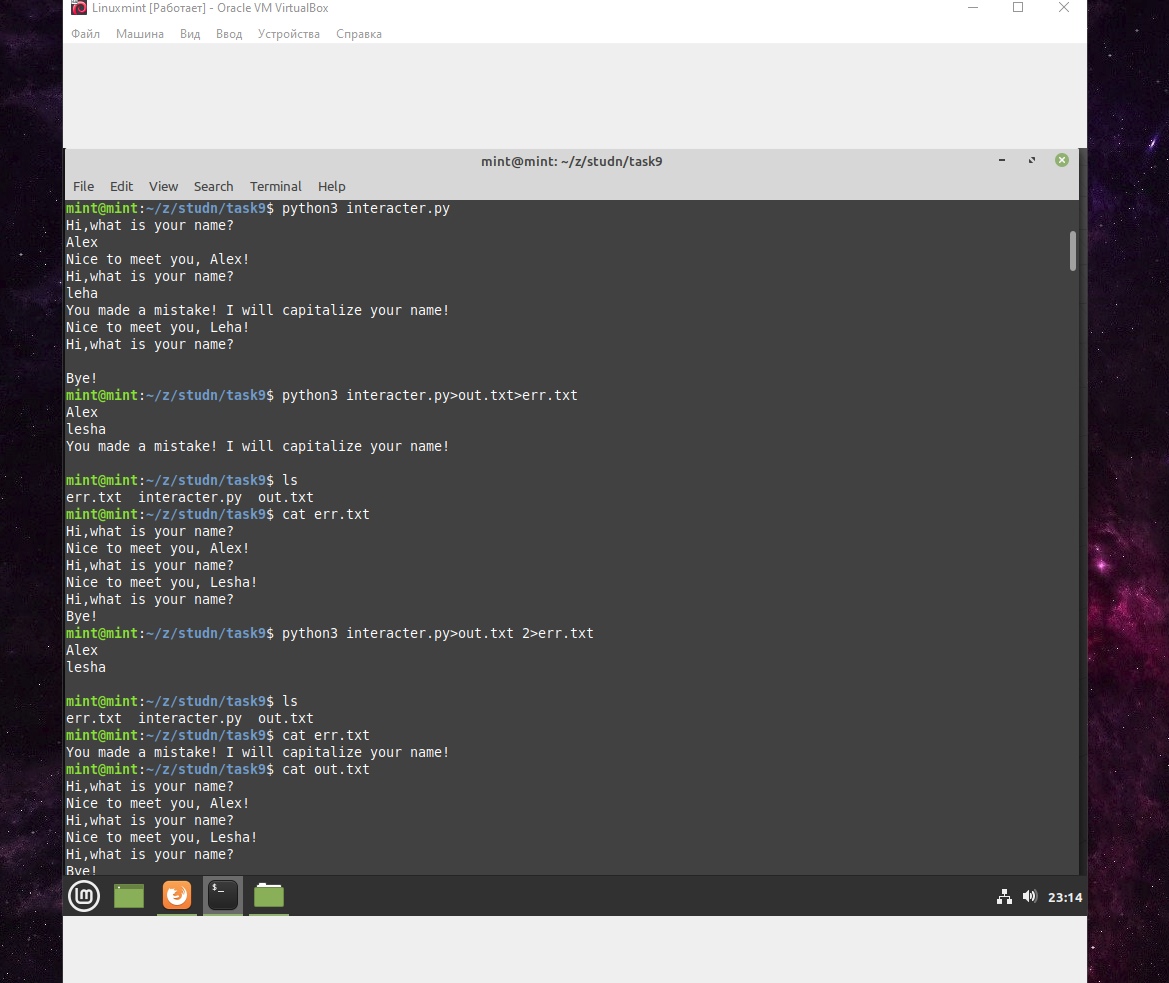 Linuxmint [Работает] - Oracle VM VirtualBox
Файл Машина Вид Ввод Устройства Справка
mint@mint: ~/z/studn/task9
File Edit View Search Terminal Help
mint@mint:~/z/studn/task9$ python3 interacter.py
Hi,what is your name?
Alex
Nice to meet you, Alex!
Hi,what is your name?
leha
You made a mistake! I will capitalize your name!
Nice to meet you, Leha!
Hi,what is your name?
Bye!
mint@mint:~/z/studn/task9$ python3 interacter.py>out.txt>err.txt
Alex
lesha
You made a mistake! I will capitalize your name!
mint@mint:~/z/studn/task9$ ls
err.txt interacter.py out.txt
mint@mint:~/z/studn/task9$ cat err.txt
Hi,what is your name?
Nice to meet you, Alex!
Hi,what is your name?
Nice to meet you, Lesha!
Hi,what is your name?
Bye!
mint@mint:~/z/studn/task9$ python3 interacter.py>out.txt 2>err.txt
Alex
lesha
mint@mint:~/z/studn/task9$ ls
err.txt interacter.py out.txt
mint@mint:~/z/studn/task9$ cat err.txt
You made a mistake! I will capitalize your name!
mint@mint:~/z/studn/task9$ cat out.txt
Hi,what is your name?
Nice to meet you, Alex!
Hi,what is your name?
Nice to meet you, Lesha!
Hi,what is your name?
Bye!
$_
23:14